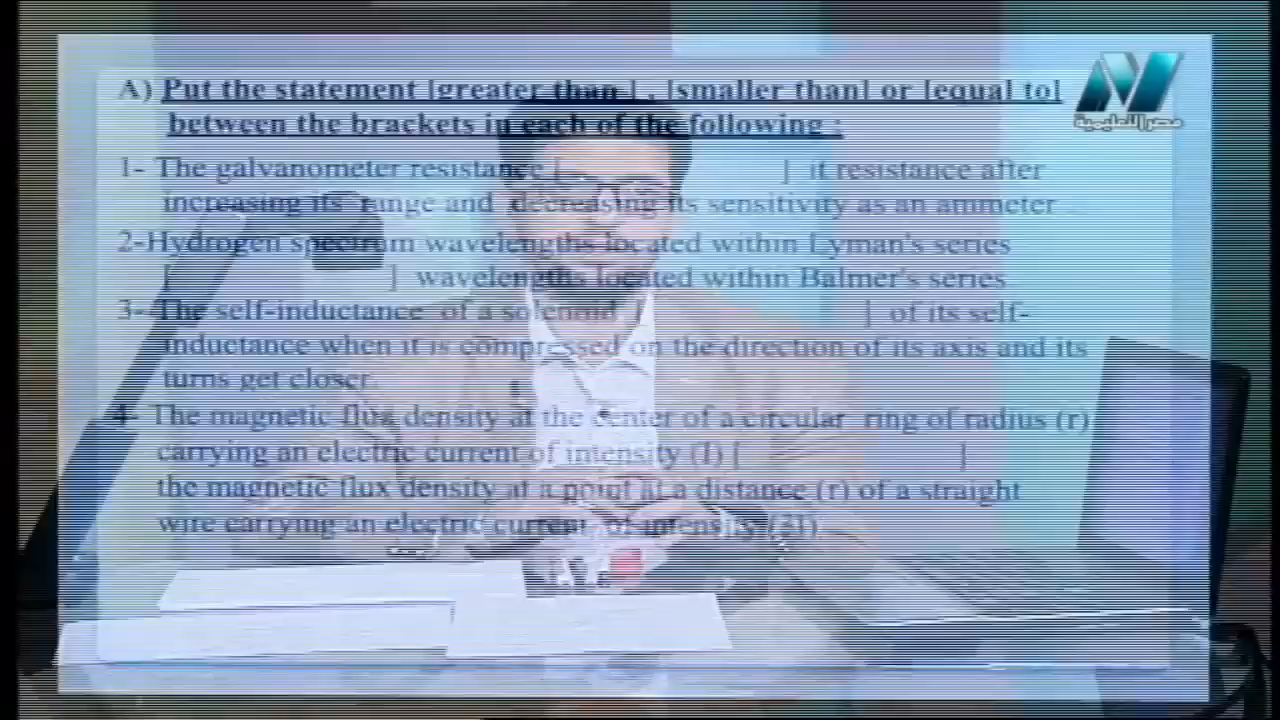 مصر التعليمية
A) Put the statement [greater than] , [smaller than] or [equal to]
between the brackets in each of the following :
1- The galvanometer resistance [ ] it resistance after
increasing its range and decreasing its sensitivity as an ammeter .
2-Hydrogen spectrum wavelengths located within Lyman's series
[ ] wavelengths located within Balmer's series
3- The self-inductance of a solenoid [ ] of its self-
inductance when it is compressed on the direction of its axis and its
turns get closer.
4- The magnetic flux density at the center of a circular ring of radius (r)
carrying an electric current of intensity (I) [ ]
the magnetic flux density at a point at a distance (r) of a straight
wire carrying an electric current of intensity (3I).